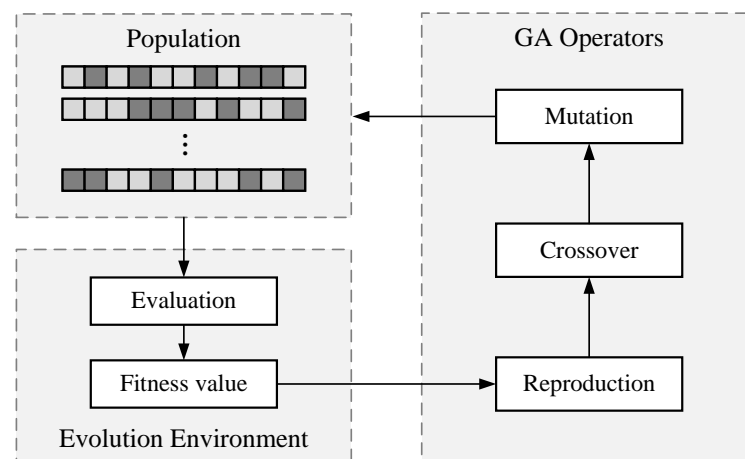 Population
GA Operators
Mutation
Crossover
Evaluation
Fitness value
Reproduction
Evolution Environment